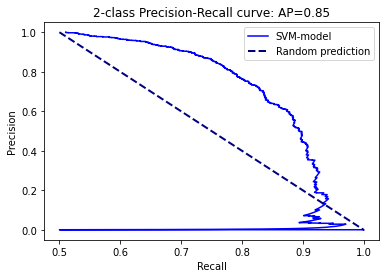 2-class Precision-Recall curve: AP=0.85
SVM-model
Random prediction
Precision
1.0
0.8
0.6
0.4
0.2
0.0
0.5
0.6
0.7
0.8
0.9
1.0
Recall